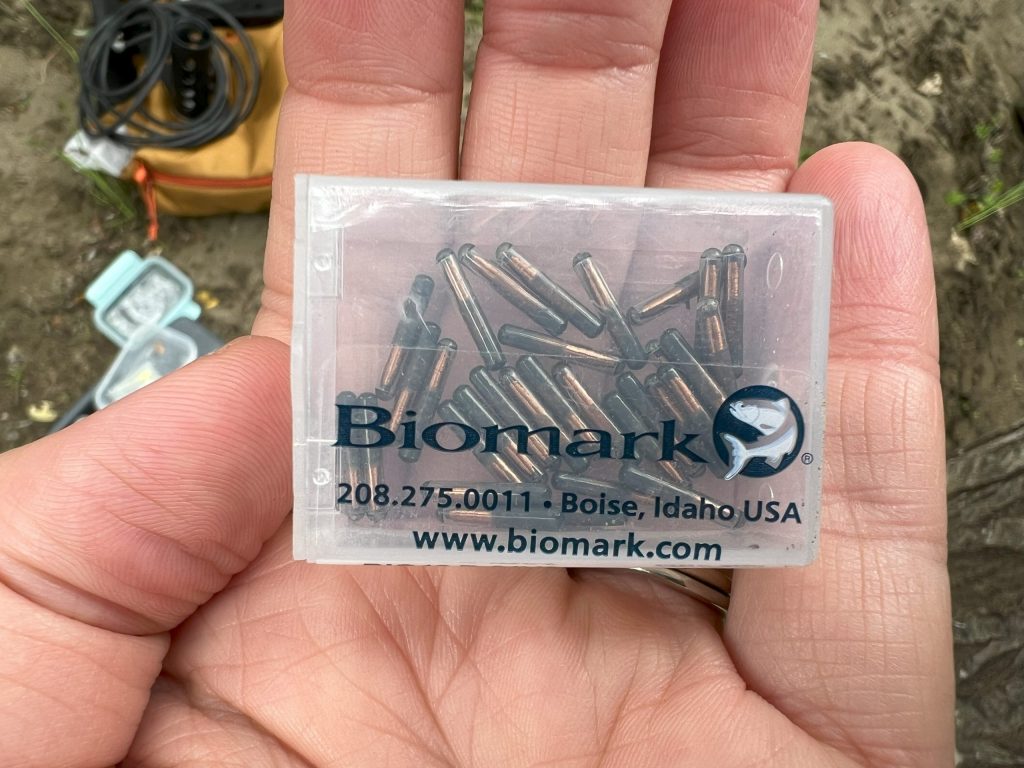 Biomark®
208.275.0011 • Boise, Idaho USA
www.biomark.com